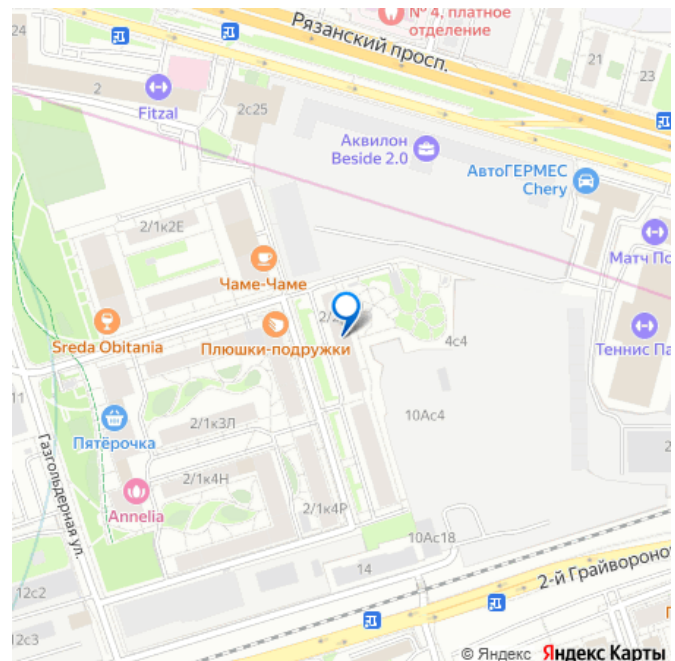 № 4, платное
отделение
Рязанский просп.
21
23
2
Fitzal
2с25
Аквилон
Beside 2.0
АвтоГЕРМЕС
Chery
2/1к2Е
Матч По
Чаме-Чаме
Sreda Obitania
Плюшки-подружки
4с4
Теннис Па
11
10Ас4
2/1к3Л
Пятёрочка
Газгольдерная ул.
2/1к4Н
Annelia
2/1к4Р
10Ас18
2-й Грайвороно
14
12с2
12с3
© Яндекс Яндекс Карты